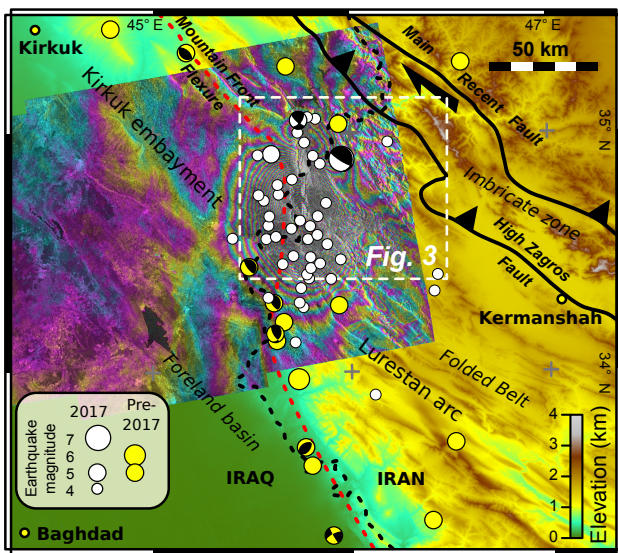 45° E
47° E
Kirkuk
50 km
Mountain Front
Flexure
Main Recent Fault
35° N
Kirkuk embayment
Imbricate zone
Fig. 3
High Zagros
Fault
Kermanshah
34° N
Foreland basin
Lurestan arc
Folded Belt
2017
Pre-
2017
Earthquake
magnitude
7
6
5
4
IRAQ
IRAN
Elevation (km)
4
3
2
1
0
Baghdad